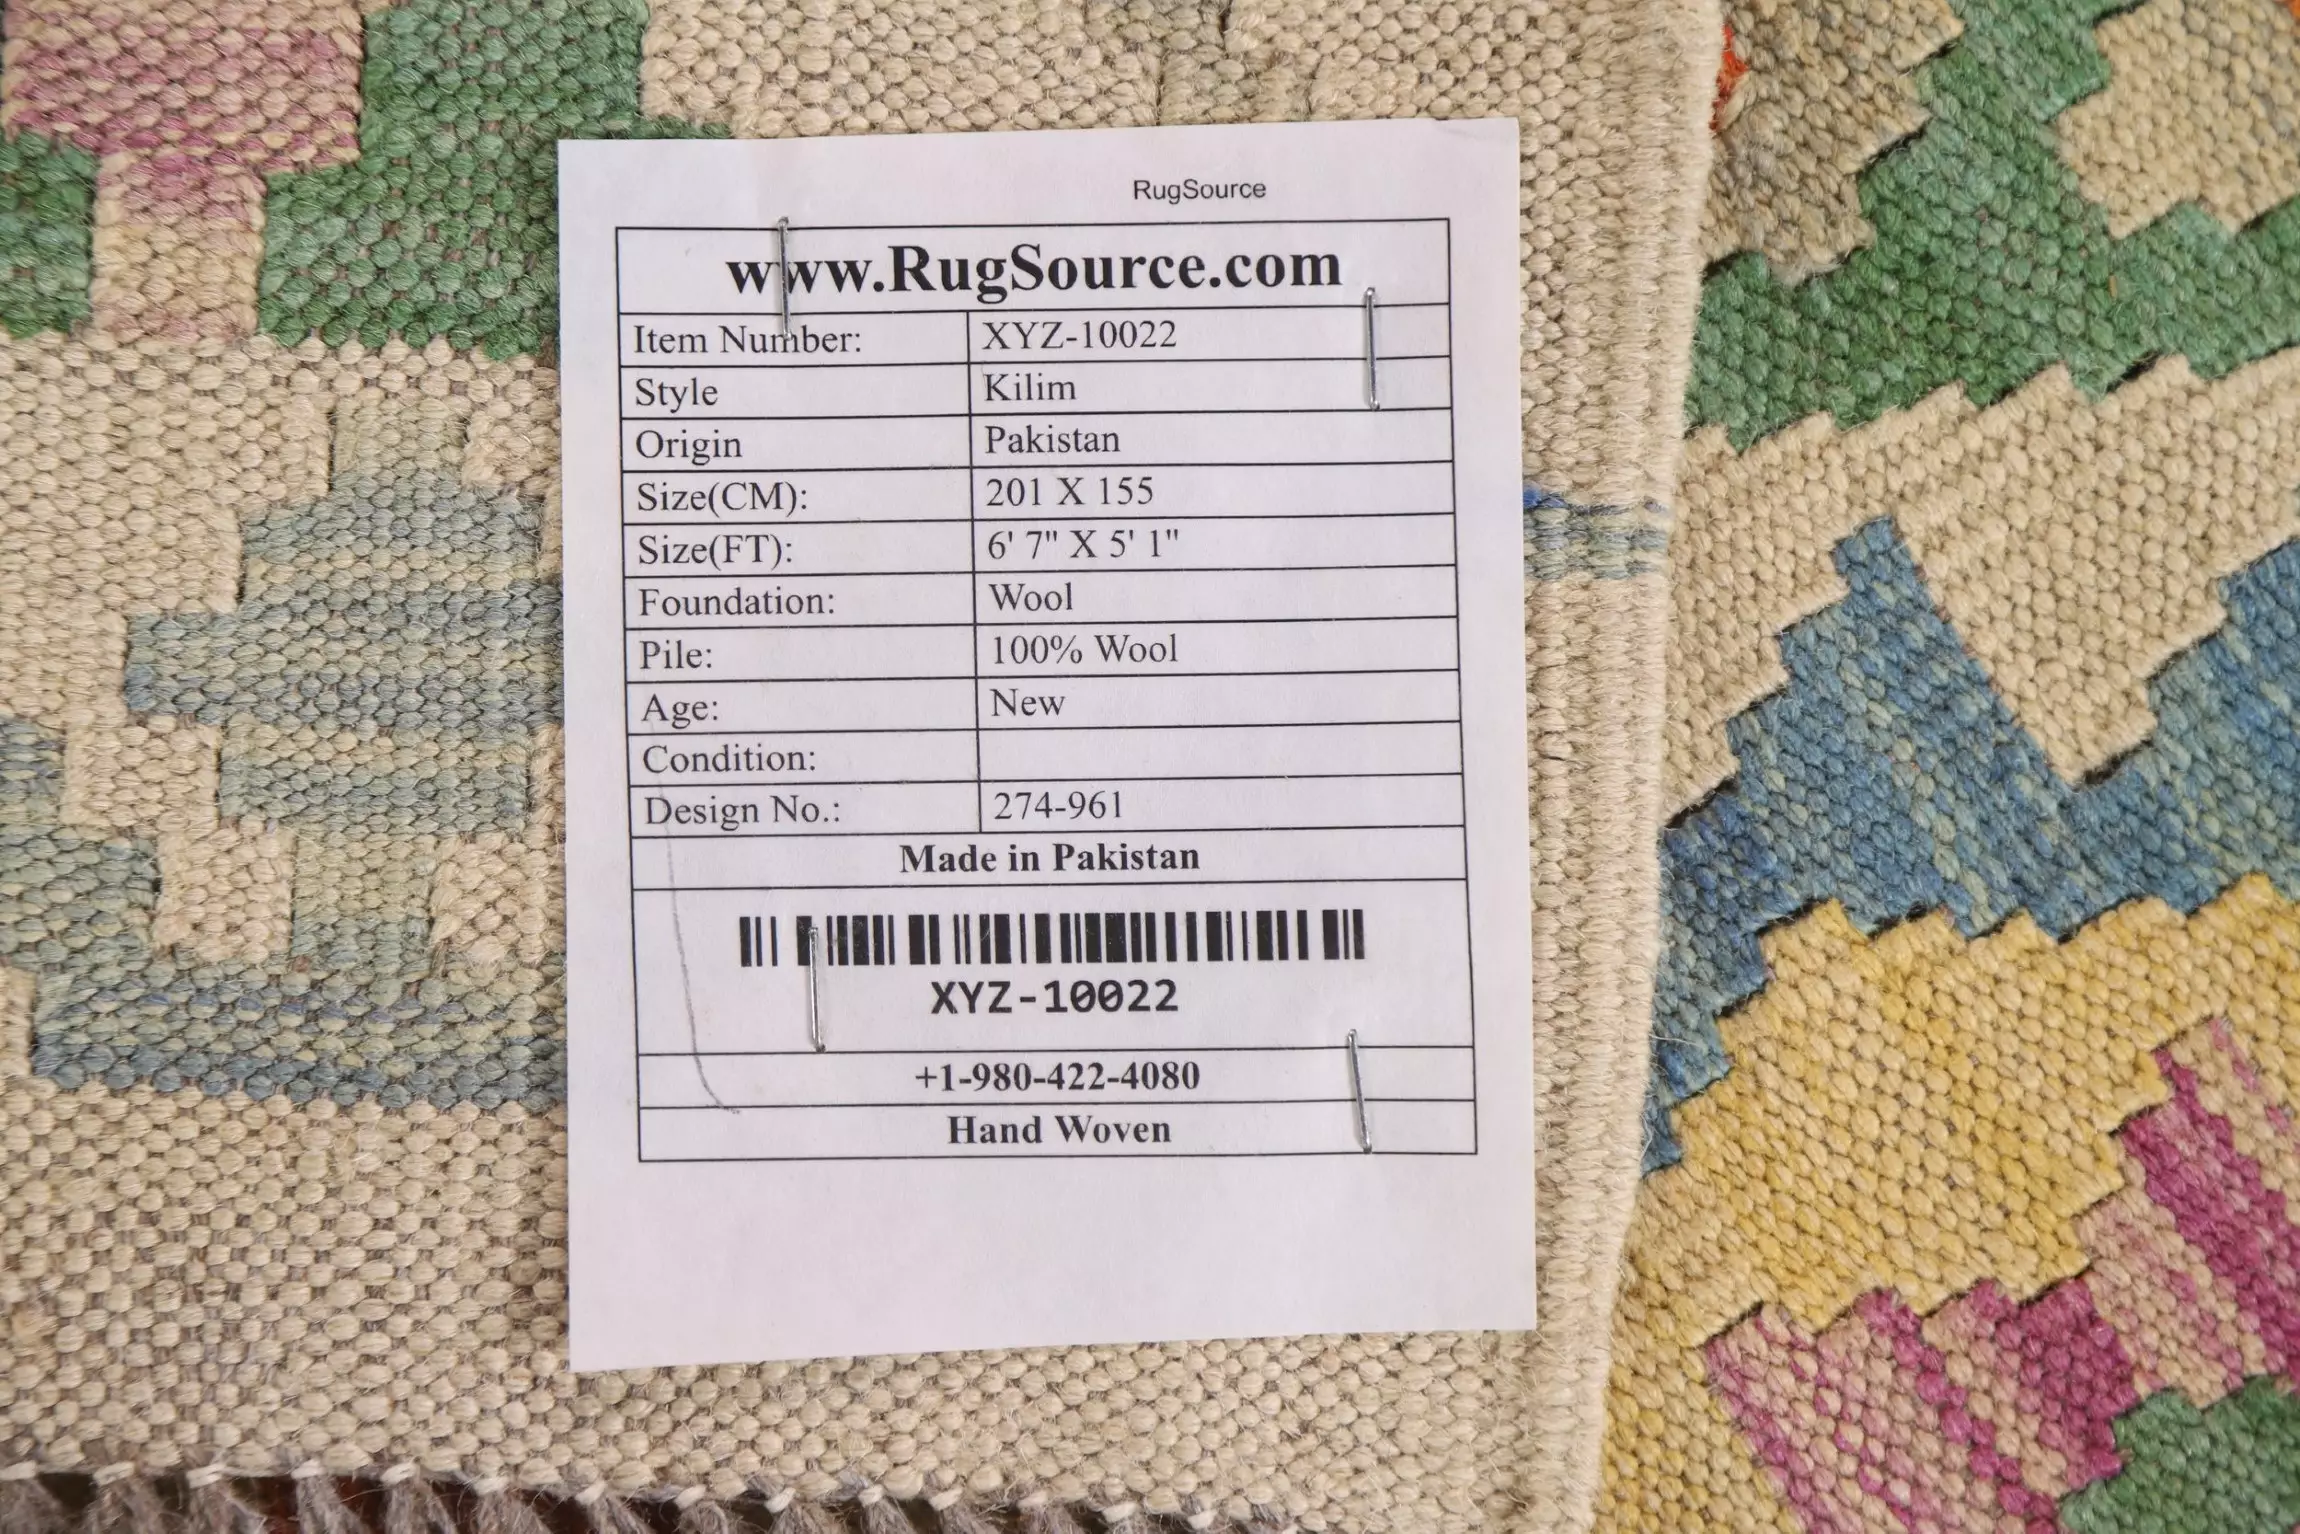 RugSource
www.RugSource.com
Item Number: XYZ-10022
Style Kilim
Origin Pakistan
Size(CM): 201 X 155
Size(FT): 6' 7" X 5' 1"
Foundation: Wool
Pile: 100% Wool
Age: New
Condition:
Design No.: 274-961
Made in Pakistan
XYZ-10022
+1-980-422-4080
Hand Woven